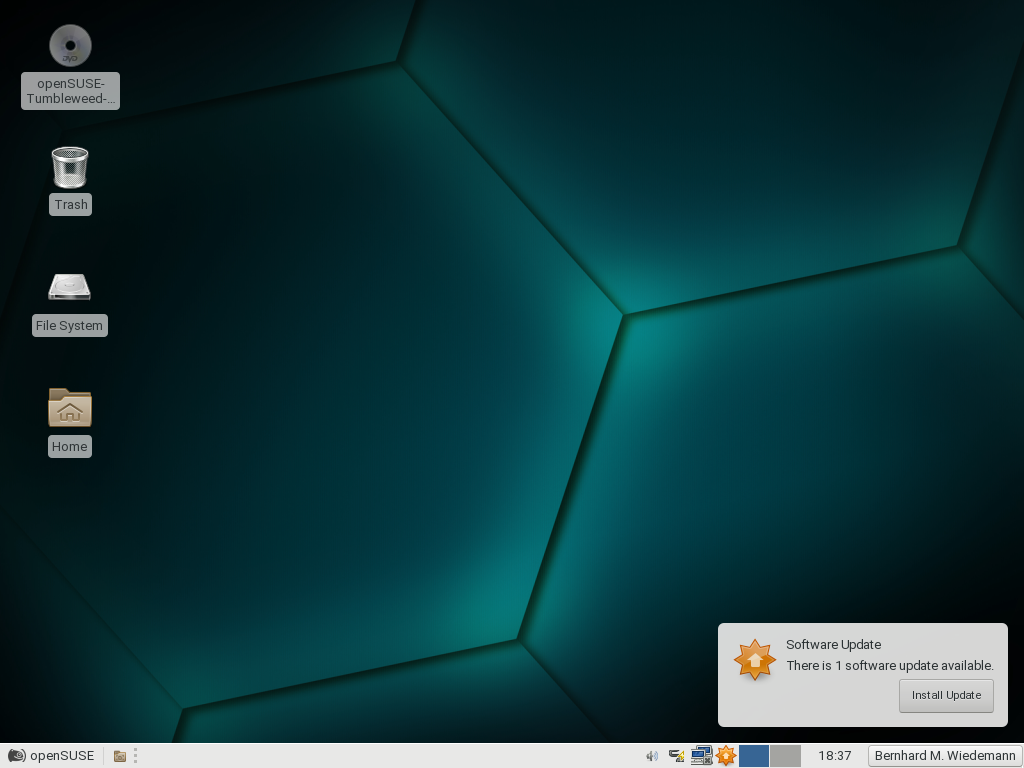 openSUSE-
Tumbleweed-...
Trash
File System
Home
Software Update
There is 1 software update available.
Install Update
openSUSE
18:37
Bernhard M. Wiedemann